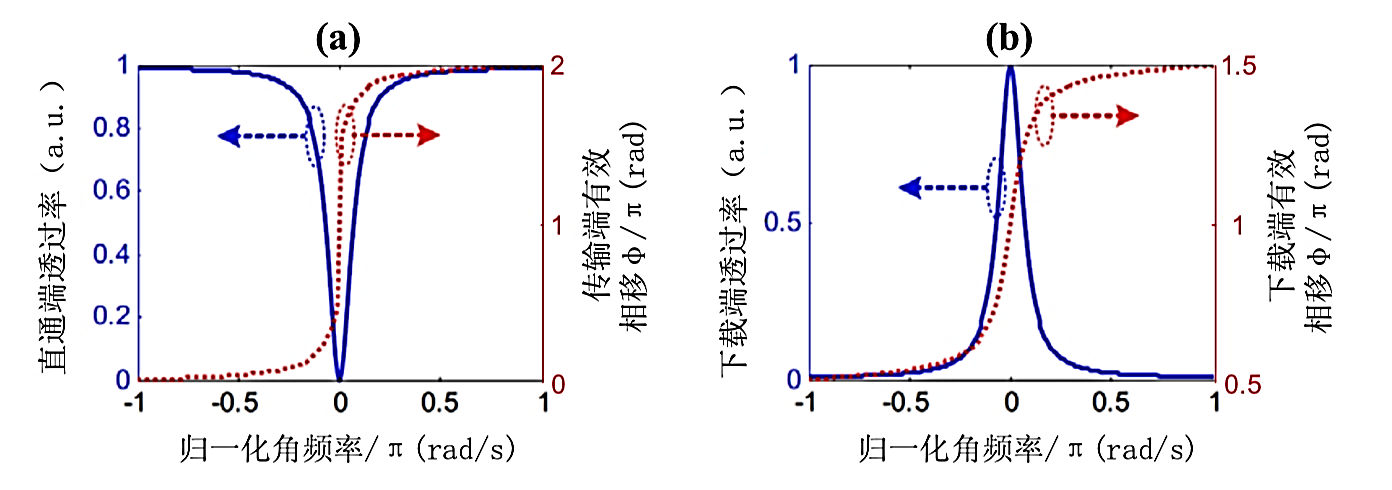 (a)
直通端透过率（a.u.）
1
0.8
0.6
0.4
0.2
0
2
1
0
传输端有效
相移φ/π(rad)
-1 -0.5 0 0.5 1
归一化角频率/π(rad/s)
(b)
下载端透过率（a.u.）
1
0.5
0
1.5
1
0.5
下载端有效
相移φ/π(rad)
-1 -0.5 0 0.5 1
归一化角频率/π(rad/s)